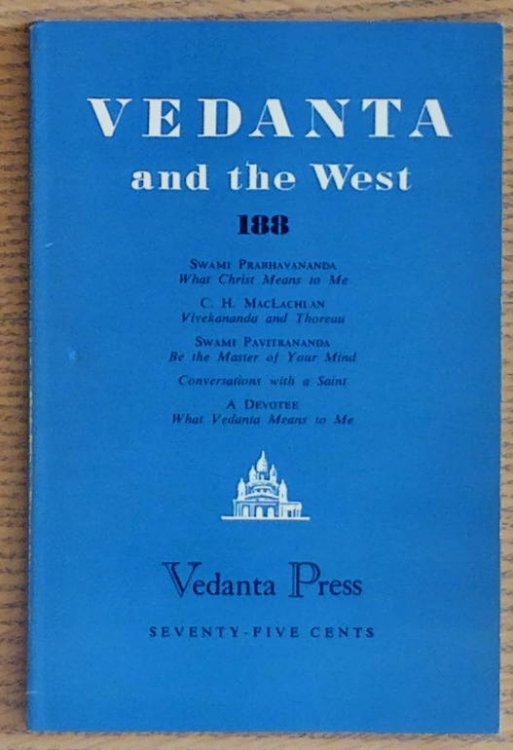 VEDANTA
and the West
188
SWAMI PRABHAVANANDA
What Christ Means to Me
C. H. MACLACHLAN
Vivekananda and Thoreau
SWAMI PAVITRANANDA
Be the Master of Your Mind
Conversations with a Saint
A DEVOTEE
What Vedanta Means to Me
Vedanta Press
SEVENTY-FIVE CENTS